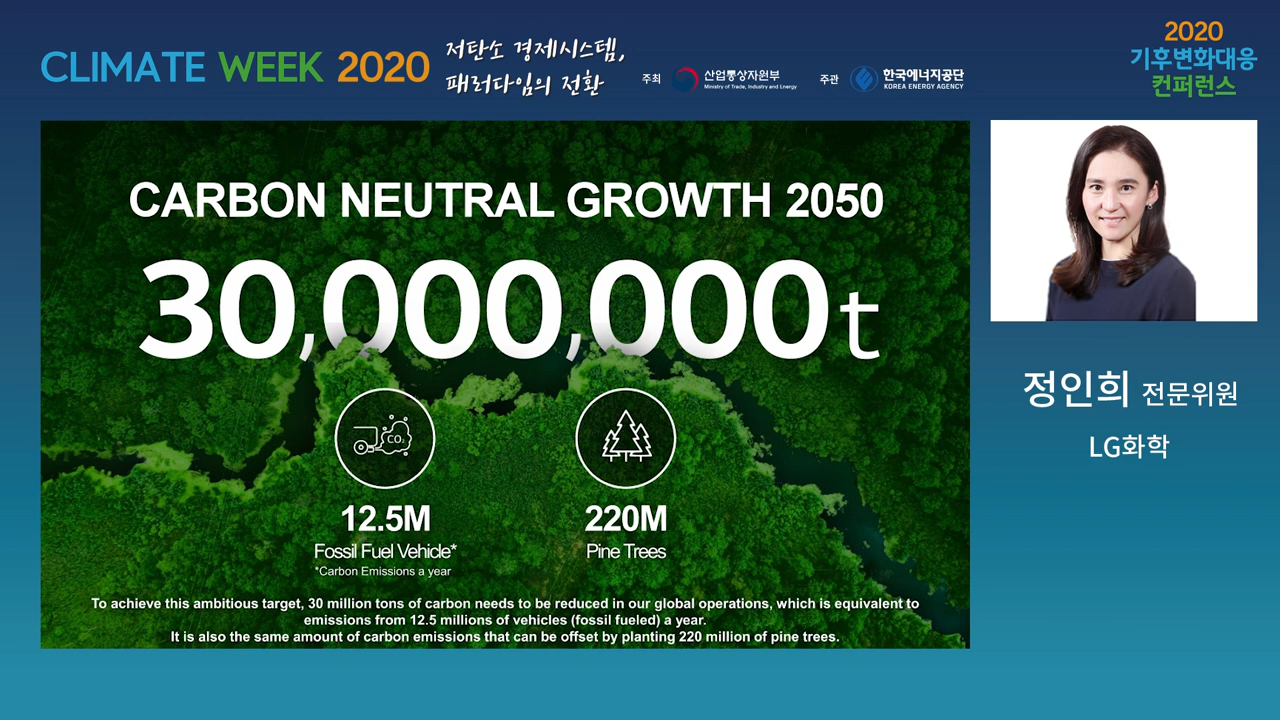 CLIMATE WEEK 2020
저탄소 경제시스템,
패러다임의 전환
주최
산업통상자원부
Ministry of Trade, Industry and Energy
주관
한국에너지공단
KOREA ENERGY AGENCY
2020
기후변화대응
컨퍼런스
CARBON NEUTRAL GROWTH 2050
30,000,000t
CO₂
12.5M
Fossil Fuel Vehicle*
*Carbon Emissions a year
220M
Pine Trees
To achieve this ambitious target, 30 million tons of carbon needs to be reduced in our global operations, which is equivalent to
emissions from 12.5 millions of vehicles (fossil fueled) a year.
It is also the same amount of carbon emissions that can be offset by planting 220 million of pine trees.
정인희 전문위원
LG화학